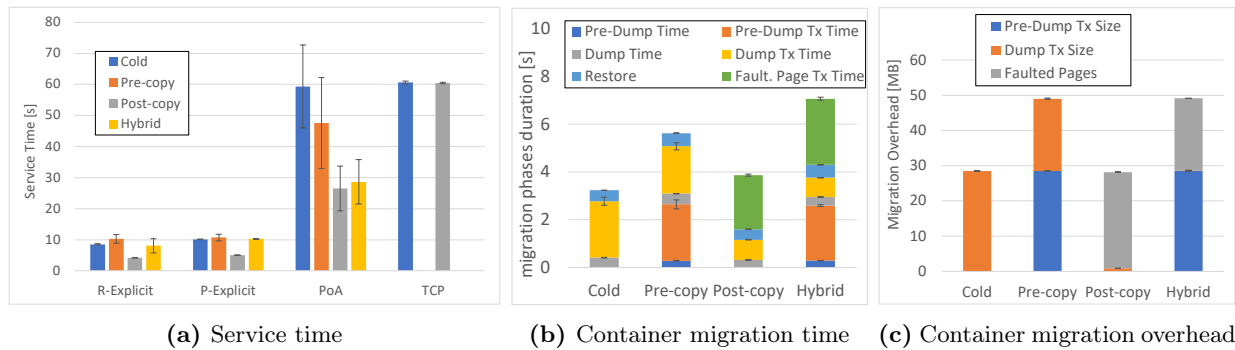 80
70
60
50
40
30
20
10
0
Service Time [s]
Cold
Pre-copy
Post-copy
Hybrid
R-Explicit P-Explicit PoA TCP
(a) Service time
10
8
6
4
2
0
migration phases duration [s]
Pre-Dump Time Pre-Dump Tx Time
Dump Time Dump Tx Time
Restore Fault. Page Tx Time
Cold Pre-copy Post-copy Hybrid
(b) Container migration time
60
50
40
30
20
10
0
Migration Overhead [MB]
Pre-Dump Tx Size
Dump Tx Size
Faulted Pages
Cold Pre-copy Post-copy Hybrid
(c) Container migration overhead